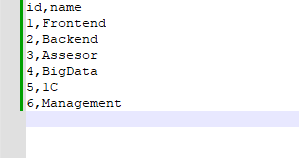 id,name
1,Frontend
2,Backend
3,Assesor
4,BigData
5,1C
6,Management